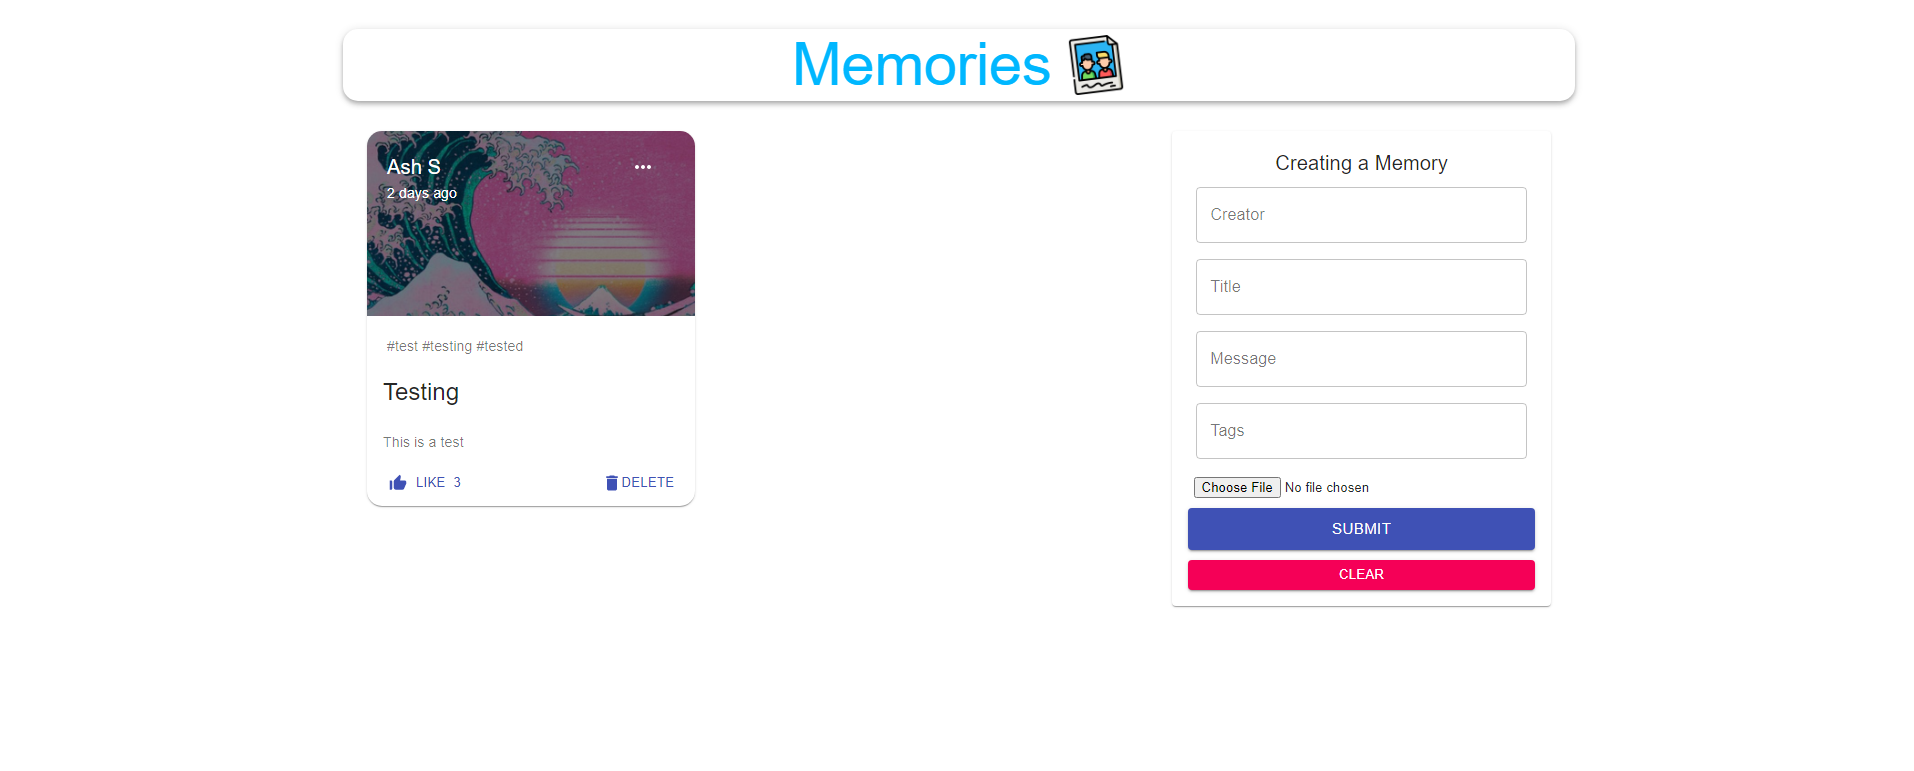 Memories
Ash S
2 days ago
#test #testing #tested
Testing
This is a test
LIKE 3
DELETE
Creating a Memory
Creator
Title
Message
Tags
Choose File No file chosen
SUBMIT
CLEAR